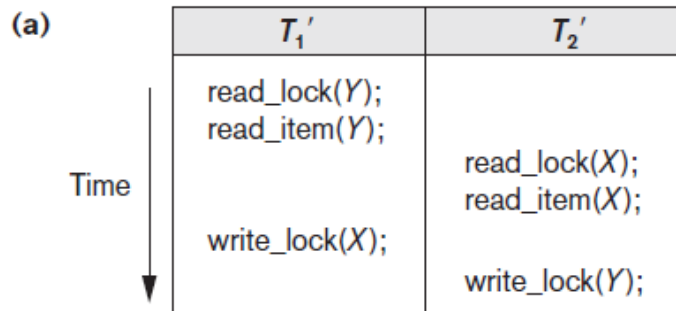 (a)
T₁′ T₂′
read_lock(Y);
read_item(Y);
read_lock(X);
Time
read_item(X);
write_lock(X);
write_lock(Y);